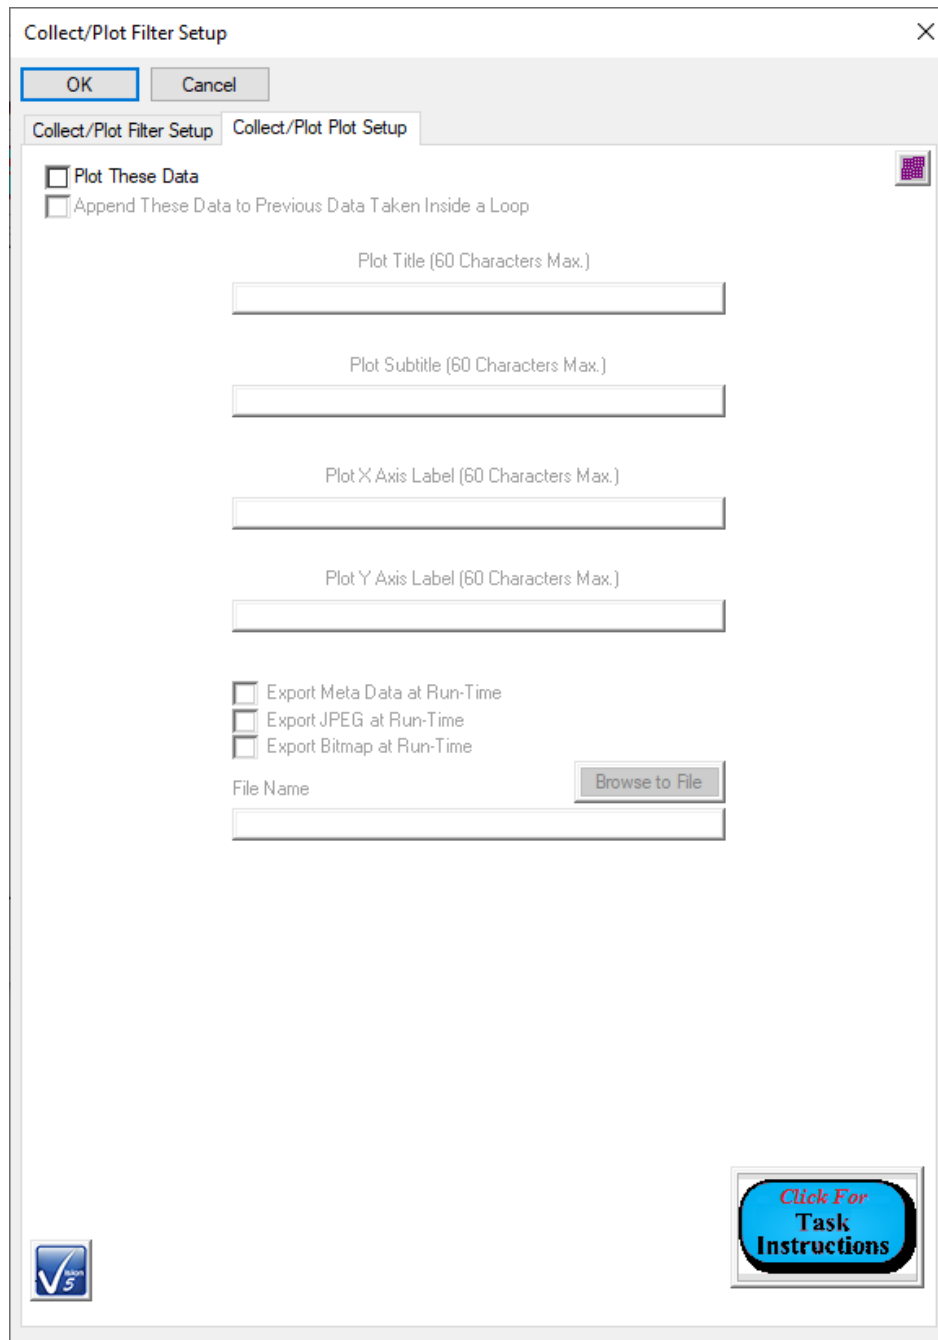 Collect/Plot Filter Setup
OK Cancel
Collect/Plot Filter Setup Collect/Plot Plot Setup
Plot These Data
Append These Data to Previous Data Taken Inside a Loop
Plot Title (60 Characters Max.)
Plot Subtitle (60 Characters Max.)
Plot X Axis Label (60 Characters Max.)
Plot Y Axis Label (60 Characters Max.)
Export Meta Data at Run-Time
Export JPEG at Run-Time
Export Bitmap at Run-Time
File Name Browse to File
Click For
Task
Instructions
Vision
5